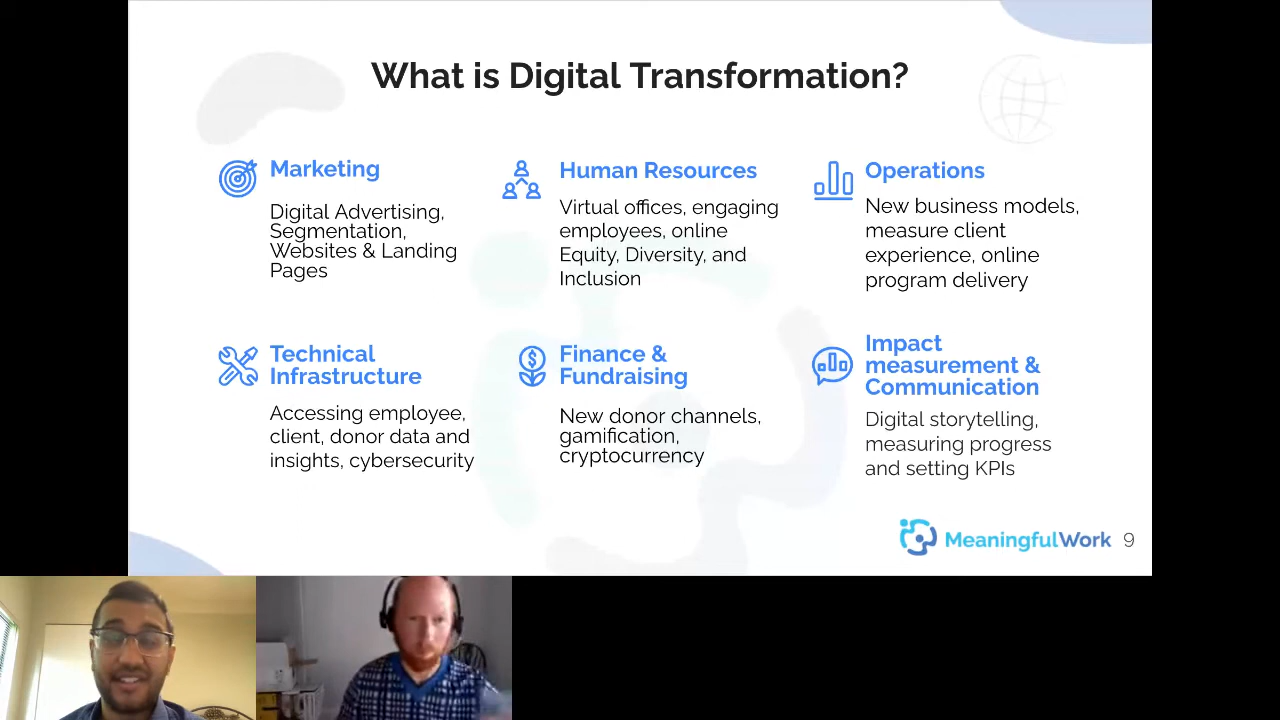 What is Digital Transformation?
Marketing
Digital Advertising,
Segmentation,
Websites & Landing
Pages
Human Resources
Virtual offices, engaging
employees, online
Equity, Diversity, and
Inclusion
Operations
New business models,
measure client
experience, online
program delivery
Technical
Infrastructure
Accessing employee,
client, donor data and
insights, cybersecurity
Finance &
Fundraising
New donor channels,
gamification,
cryptocurrency
Impact
measurement &
Communication
Digital storytelling,
measuring progress
and setting KPIs
MeaningfulWork 9